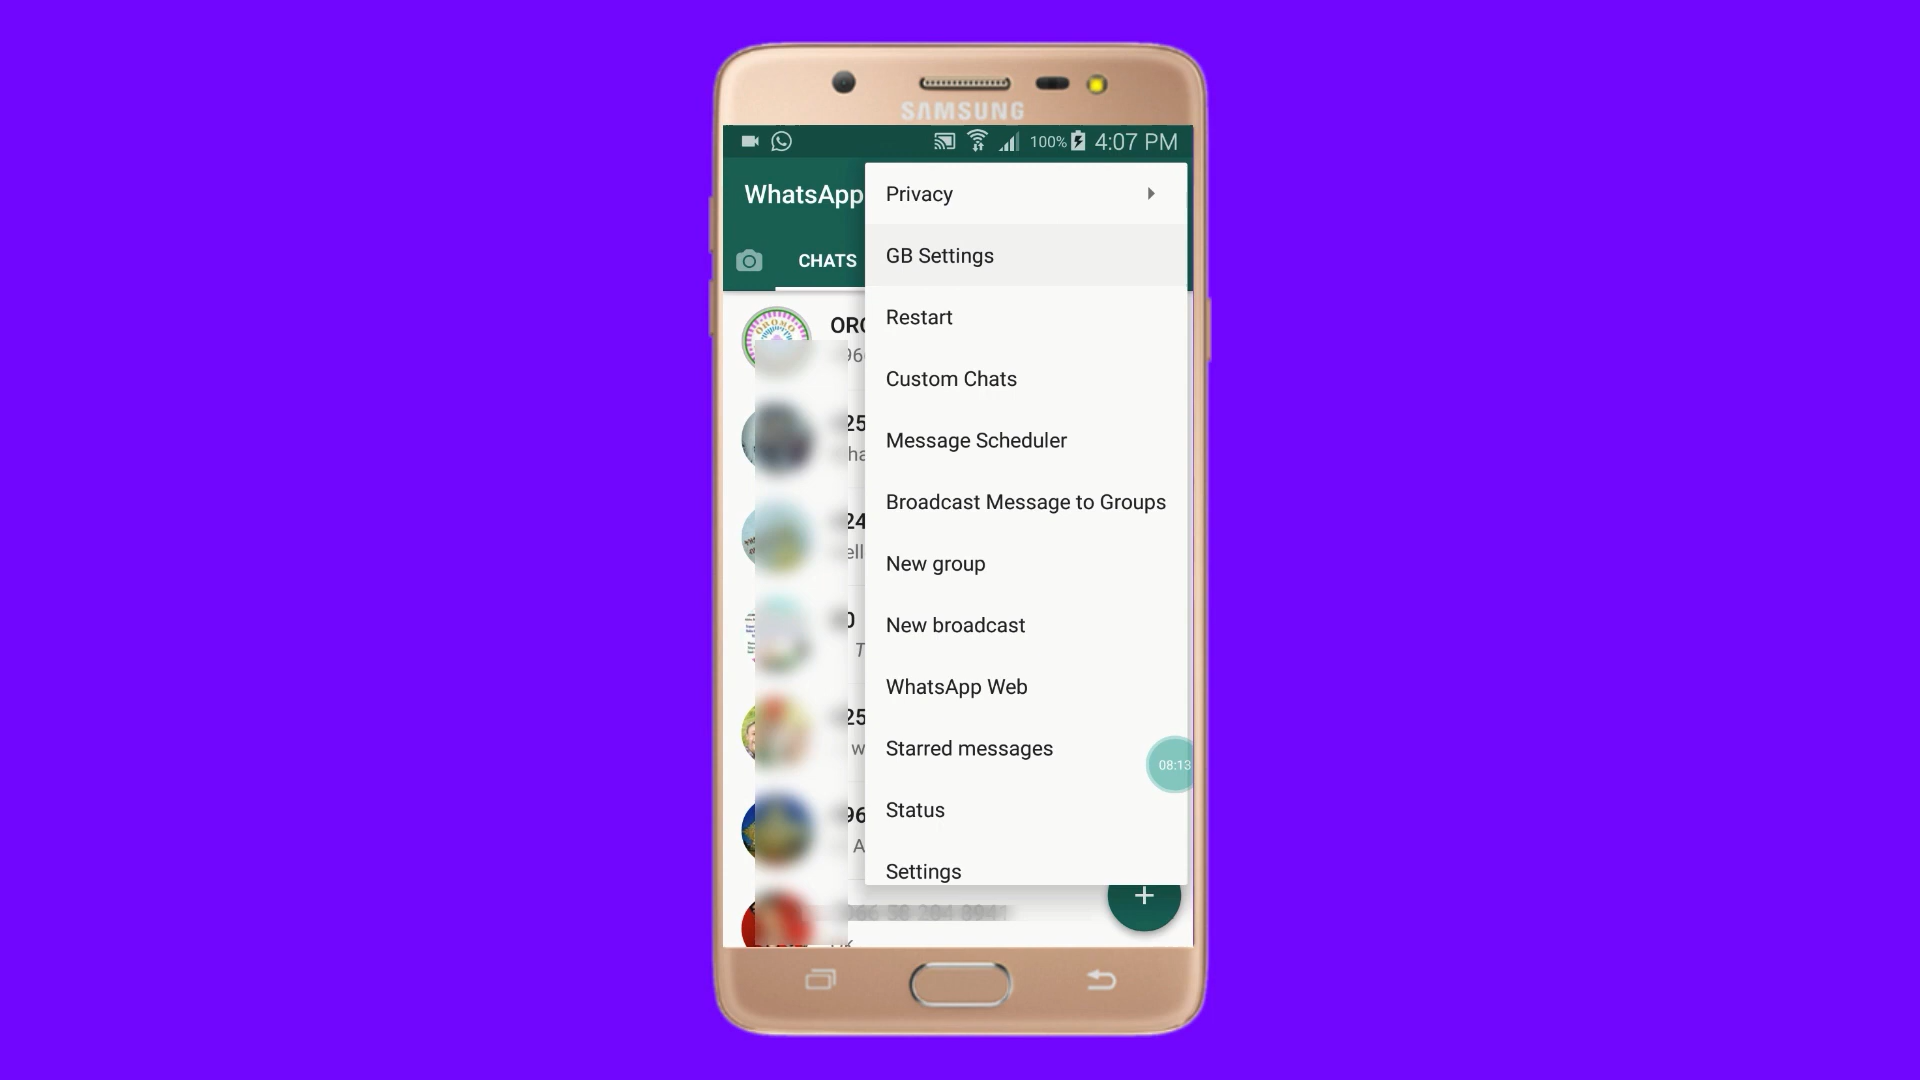 SAMSUNG
100% 4:07 PM
WhatsApp
Privacy
CHATS
GB Settings
OROMO
Restart
Custom Chats
Message Scheduler
Broadcast Message to Groups
New group
New broadcast
WhatsApp Web
Starred messages
08:13
Status
Settings